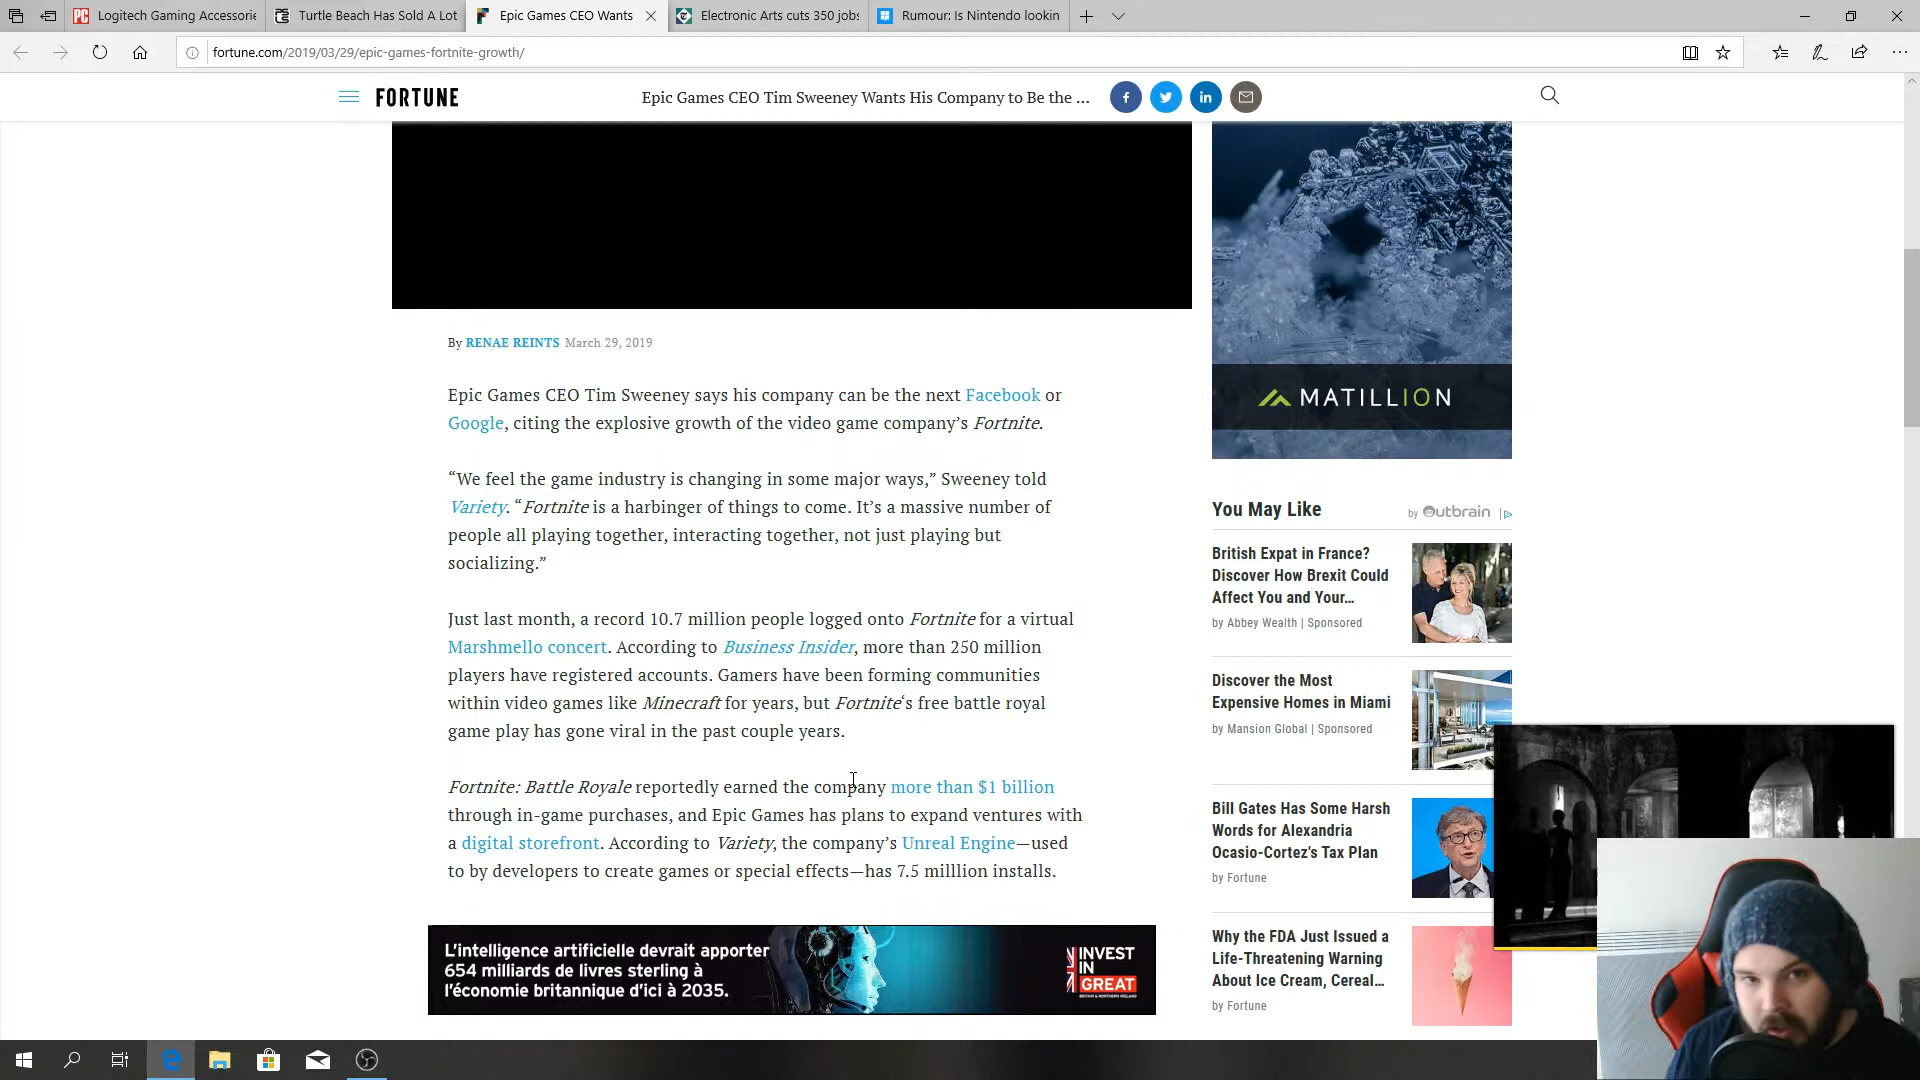 Logitech Gaming Accessorie
Turtle Beach Has Sold A Lot
Epic Games CEO Wants
Electronic Arts cuts 350 jobs
Rumour: Is Nintendo lookin
fortune.com/2019/03/29/epic-games-fortnite-growth/
FORTUNE
Epic Games CEO Tim Sweeney Wants His Company to Be the ...
By RENAE REINTS March 29, 2019
Epic Games CEO Tim Sweeney says his company can be the next Facebook or
Google, citing the explosive growth of the video game company’s Fortnite.
“We feel the game industry is changing in some major ways,” Sweeney told
Variety. “Fortnite is a harbinger of things to come. It’s a massive number of
people all playing together, interacting together, not just playing but
socializing.”
Just last month, a record 10.7 million people logged onto Fortnite for a virtual
Marshmello concert. According to Business Insider, more than 250 million
players have registered accounts. Gamers have been forming communities
within video games like Minecraft for years, but Fortnite‘s free battle royal
game play has gone viral in the past couple years.
Fortnite: Battle Royale reportedly earned the company more than $1 billion
through in-game purchases, and Epic Games has plans to expand ventures with
a digital storefront. According to Variety, the company’s Unreal Engine—used
to by developers to create games or special effects—has 7.5 milllion installs.
L'intelligence artificielle devrait apporter
654 milliards de livres sterling à
l'économie britannique d'ici à 2035.
INVEST
IN
GREAT
BRITAIN & NORTHERN IRELAND
MATILLION
You May Like
by Outbrain
British Expat in France?
Discover How Brexit Could
Affect You and Your...
by Abbey Wealth | Sponsored
Discover the Most
Expensive Homes in Miami
by Mansion Global | Sponsored
Bill Gates Has Some Harsh
Words for Alexandria
Ocasio-Cortez's Tax Plan
by Fortune
Why the FDA Just Issued a
Life-Threatening Warning
About Ice Cream, Cereal...
by Fortune